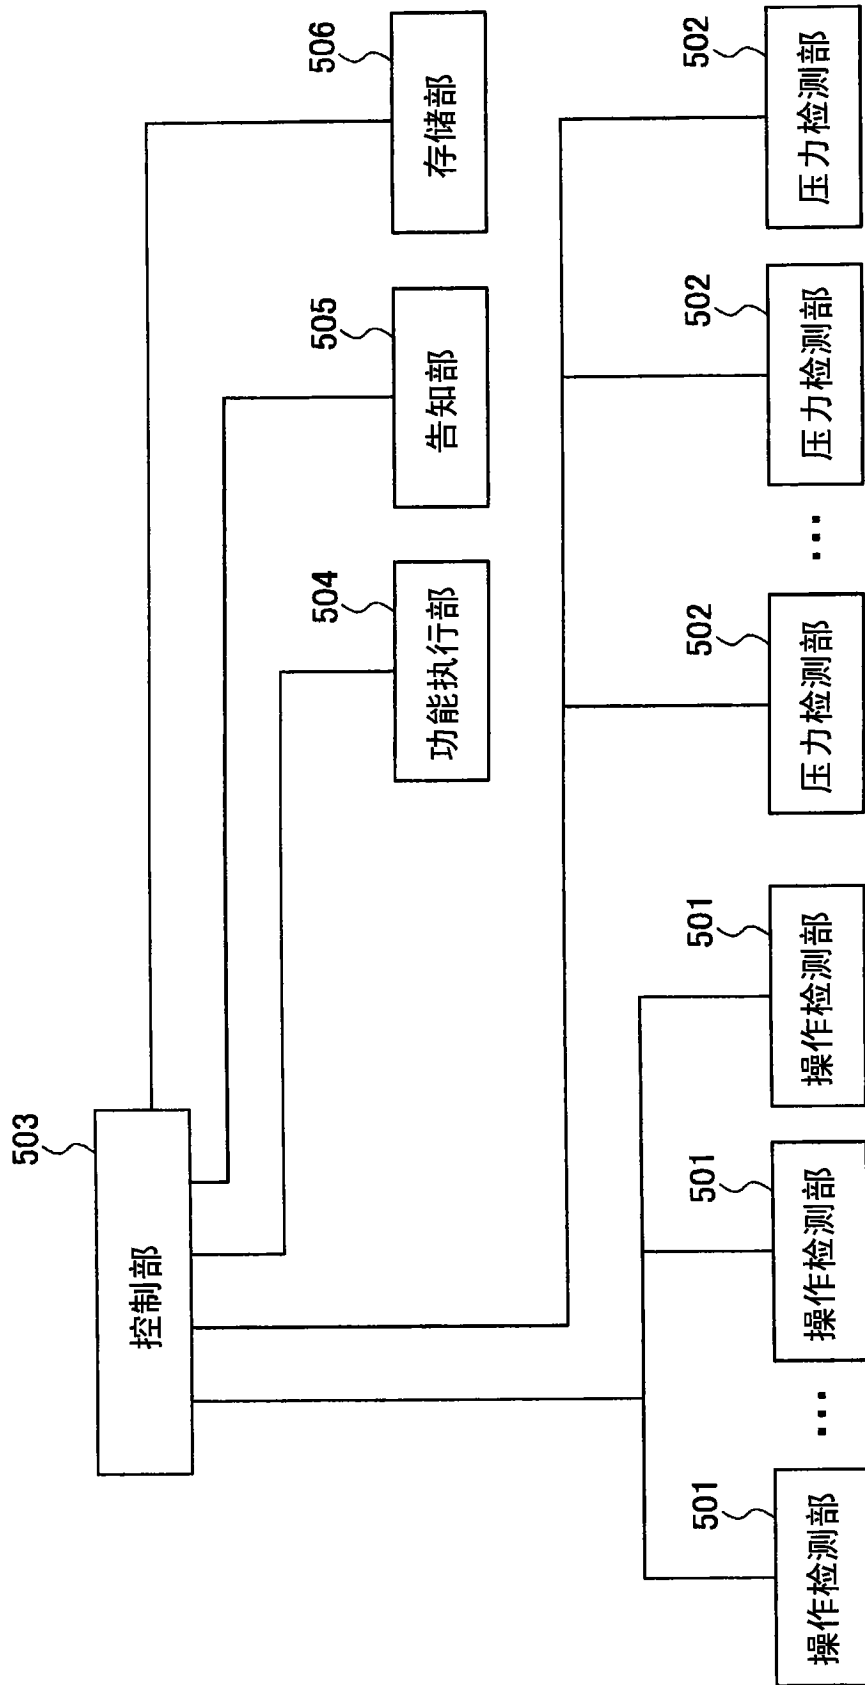 503
控制部
504
功能执行部
505
告知部
506
存储部
501
操作检测部
...
501
操作检测部
501
操作检测部
502
压力检测部
...
502
压力检测部
502
压力检测部